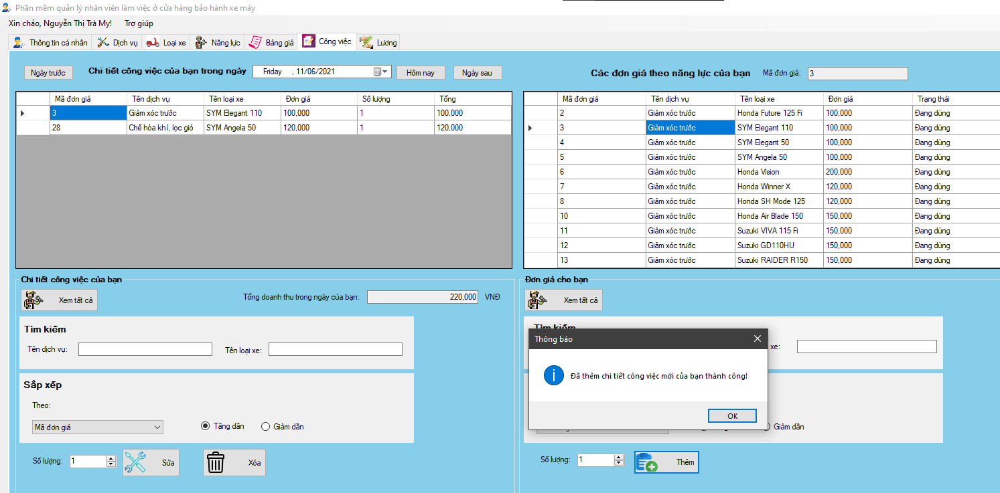 Phần mềm quản lý nhân viên làm việc ở cửa hàng bảo hành xe máy
Xin chào, Nguyễn Thị Trà My! Trợ giúp
Thông tin cá nhân Dịch vụ Loại xe Năng lực Bảng giá Công việc Lương
Ngày trước Chi tiết công việc của bạn trong ngày Friday , 11/06/2021 Hôm nay Ngày sau
Các đơn giá theo năng lực của bạn Mã đơn giá: 3
Mã đơn giá Tên dịch vụ Tên loại xe Đơn giá Số lượng Tổng
3 Giảm xóc trước SYM Elegant 110 100,000 1 100,000
28 Chế hòa khí, lọc gió SYM Angela 50 120,000 1 120,000
Mã đơn giá Tên dịch vụ Tên loại xe Đơn giá Trạng thái
2 Giảm xóc trước Honda Future 125 Fi 100,000 Đang dùng
3 Giảm xóc trước SYM Elegant 110 100,000 Đang dùng
4 Giảm xóc trước SYM Elegant 50 100,000 Đang dùng
5 Giảm xóc trước SYM Angela 50 100,000 Đang dùng
6 Giảm xóc trước Honda Vision 200,000 Đang dùng
7 Giảm xóc trước Honda Winner X 120,000 Đang dùng
8 Giảm xóc trước Honda SH Mode 125 120,000 Đang dùng
10 Giảm xóc trước Honda Air Blade 150 150,000 Đang dùng
11 Giảm xóc trước Suzuki VIVA 115 Fi 150,000 Đang dùng
12 Giảm xóc trước Suzuki GD110HU 150,000 Đang dùng
13 Giảm xóc trước Suzuki RAIDER R150 150,000 Đang dùng
Chi tiết công việc của bạn
Xem tất cả Tổng doanh thu trong ngày của bạn: 220,000 VNĐ
Tìm kiếm
Tên dịch vụ: Tên loại xe:
Sắp xếp
Theo:
Mã đơn giá Tăng dần Giảm dần
Số lượng: 1 Sửa Xóa
Đơn giá cho bạn
Xem tất cả
Tìm kiếm
xe:
Thông báo
Đã thêm chi tiết công việc mới của bạn thành công!
OK
Giảm dần
Số lượng: 1 Thêm